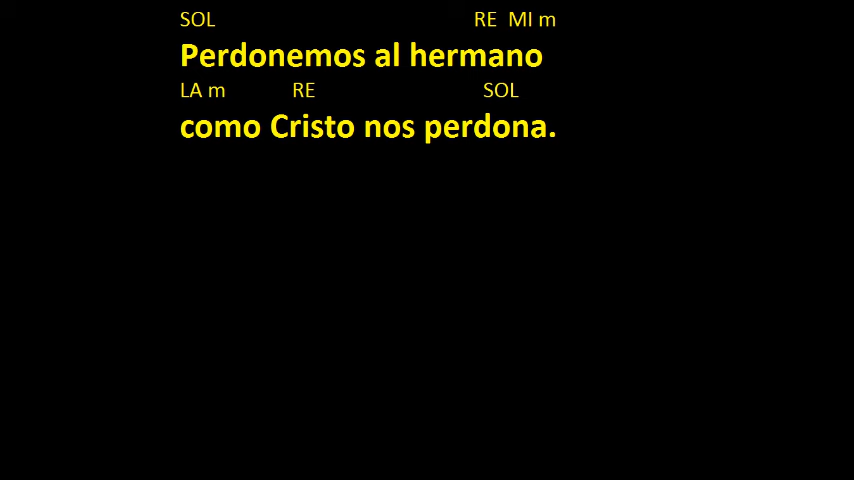 SOL RE MI m
Perdonemos al hermano
LA m RE SOL
como Cristo nos perdona.